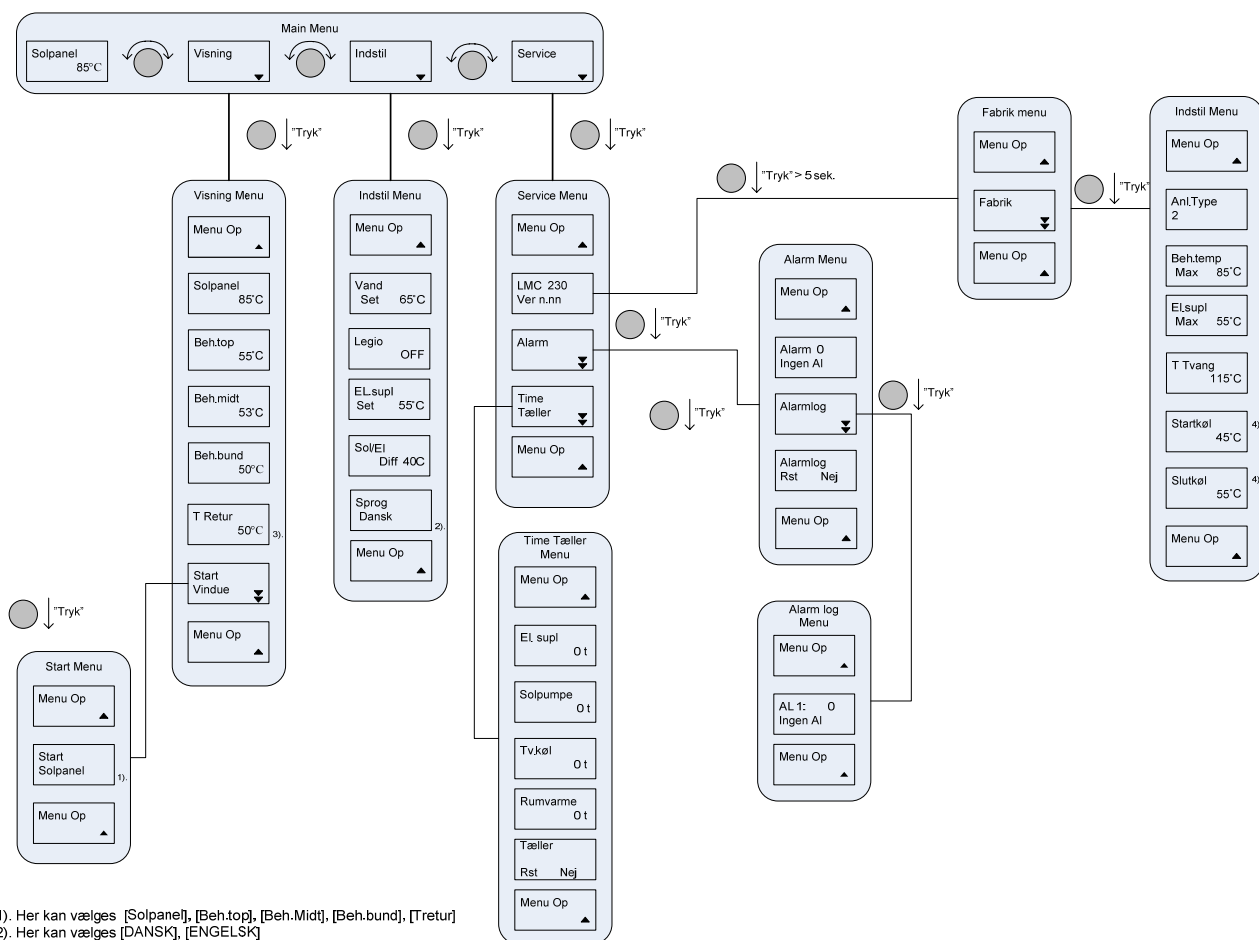 Main Menu
Solpanel
85°C
Visning
Indstil
Service
"Tryk"
"Tryk"
"Tryk"
Visning Menu
Menu Op
Solpanel
85°C
Beh.top
55°C
Beh.midt
53°C
Beh.bund
50°C
T Retur
50°C
3).
Start
Vindue
Menu Op
"Tryk"
Start Menu
Menu Op
Start
Solpanel
1).
Menu Op
Indstil Menu
Menu Op
Vand
Set 65°C
Legio
OFF
EL.supl
Set 55°C
Sol/El
Diff 40C
Sprog
Dansk
2).
Menu Op
Service Menu
Menu Op
LMC 230
Ver n.nn
Alarm
Time
Tæller
Menu Op
"Tryk" > 5 sek.
"Tryk"
"Tryk"
Time Tæller
Menu
Menu Op
El. supl
0 t
Solpumpe
0 t
Tv.køl
0 t
Rumvarme
0 t
Tæller
Rst Nej
Menu Op
Alarm Menu
Menu Op
Alarm 0
Ingen Al
Alarmlog
Alarmlog
Rst Nej
Menu Op
"Tryk"
Alarm log
Menu
Menu Op
AL 1: 0
Ingen Al
Menu Op
Fabrik menu
Menu Op
Fabrik
Menu Op
"Tryk"
Indstil Menu
Menu Op
Anl.Type
2
Beh.temp
Max 85°C
El.supl
Max 55°C
T Tvang
115°C
Startkøl
45°C
4)
Slutkøl
55°C
4)
Menu Op
1). Her kan vælges [Solpanel], [Beh.top], [Beh.Midt], [Beh.bund], [Tretur]
2). Her kan vælges [DANSK], [ENGELSK]